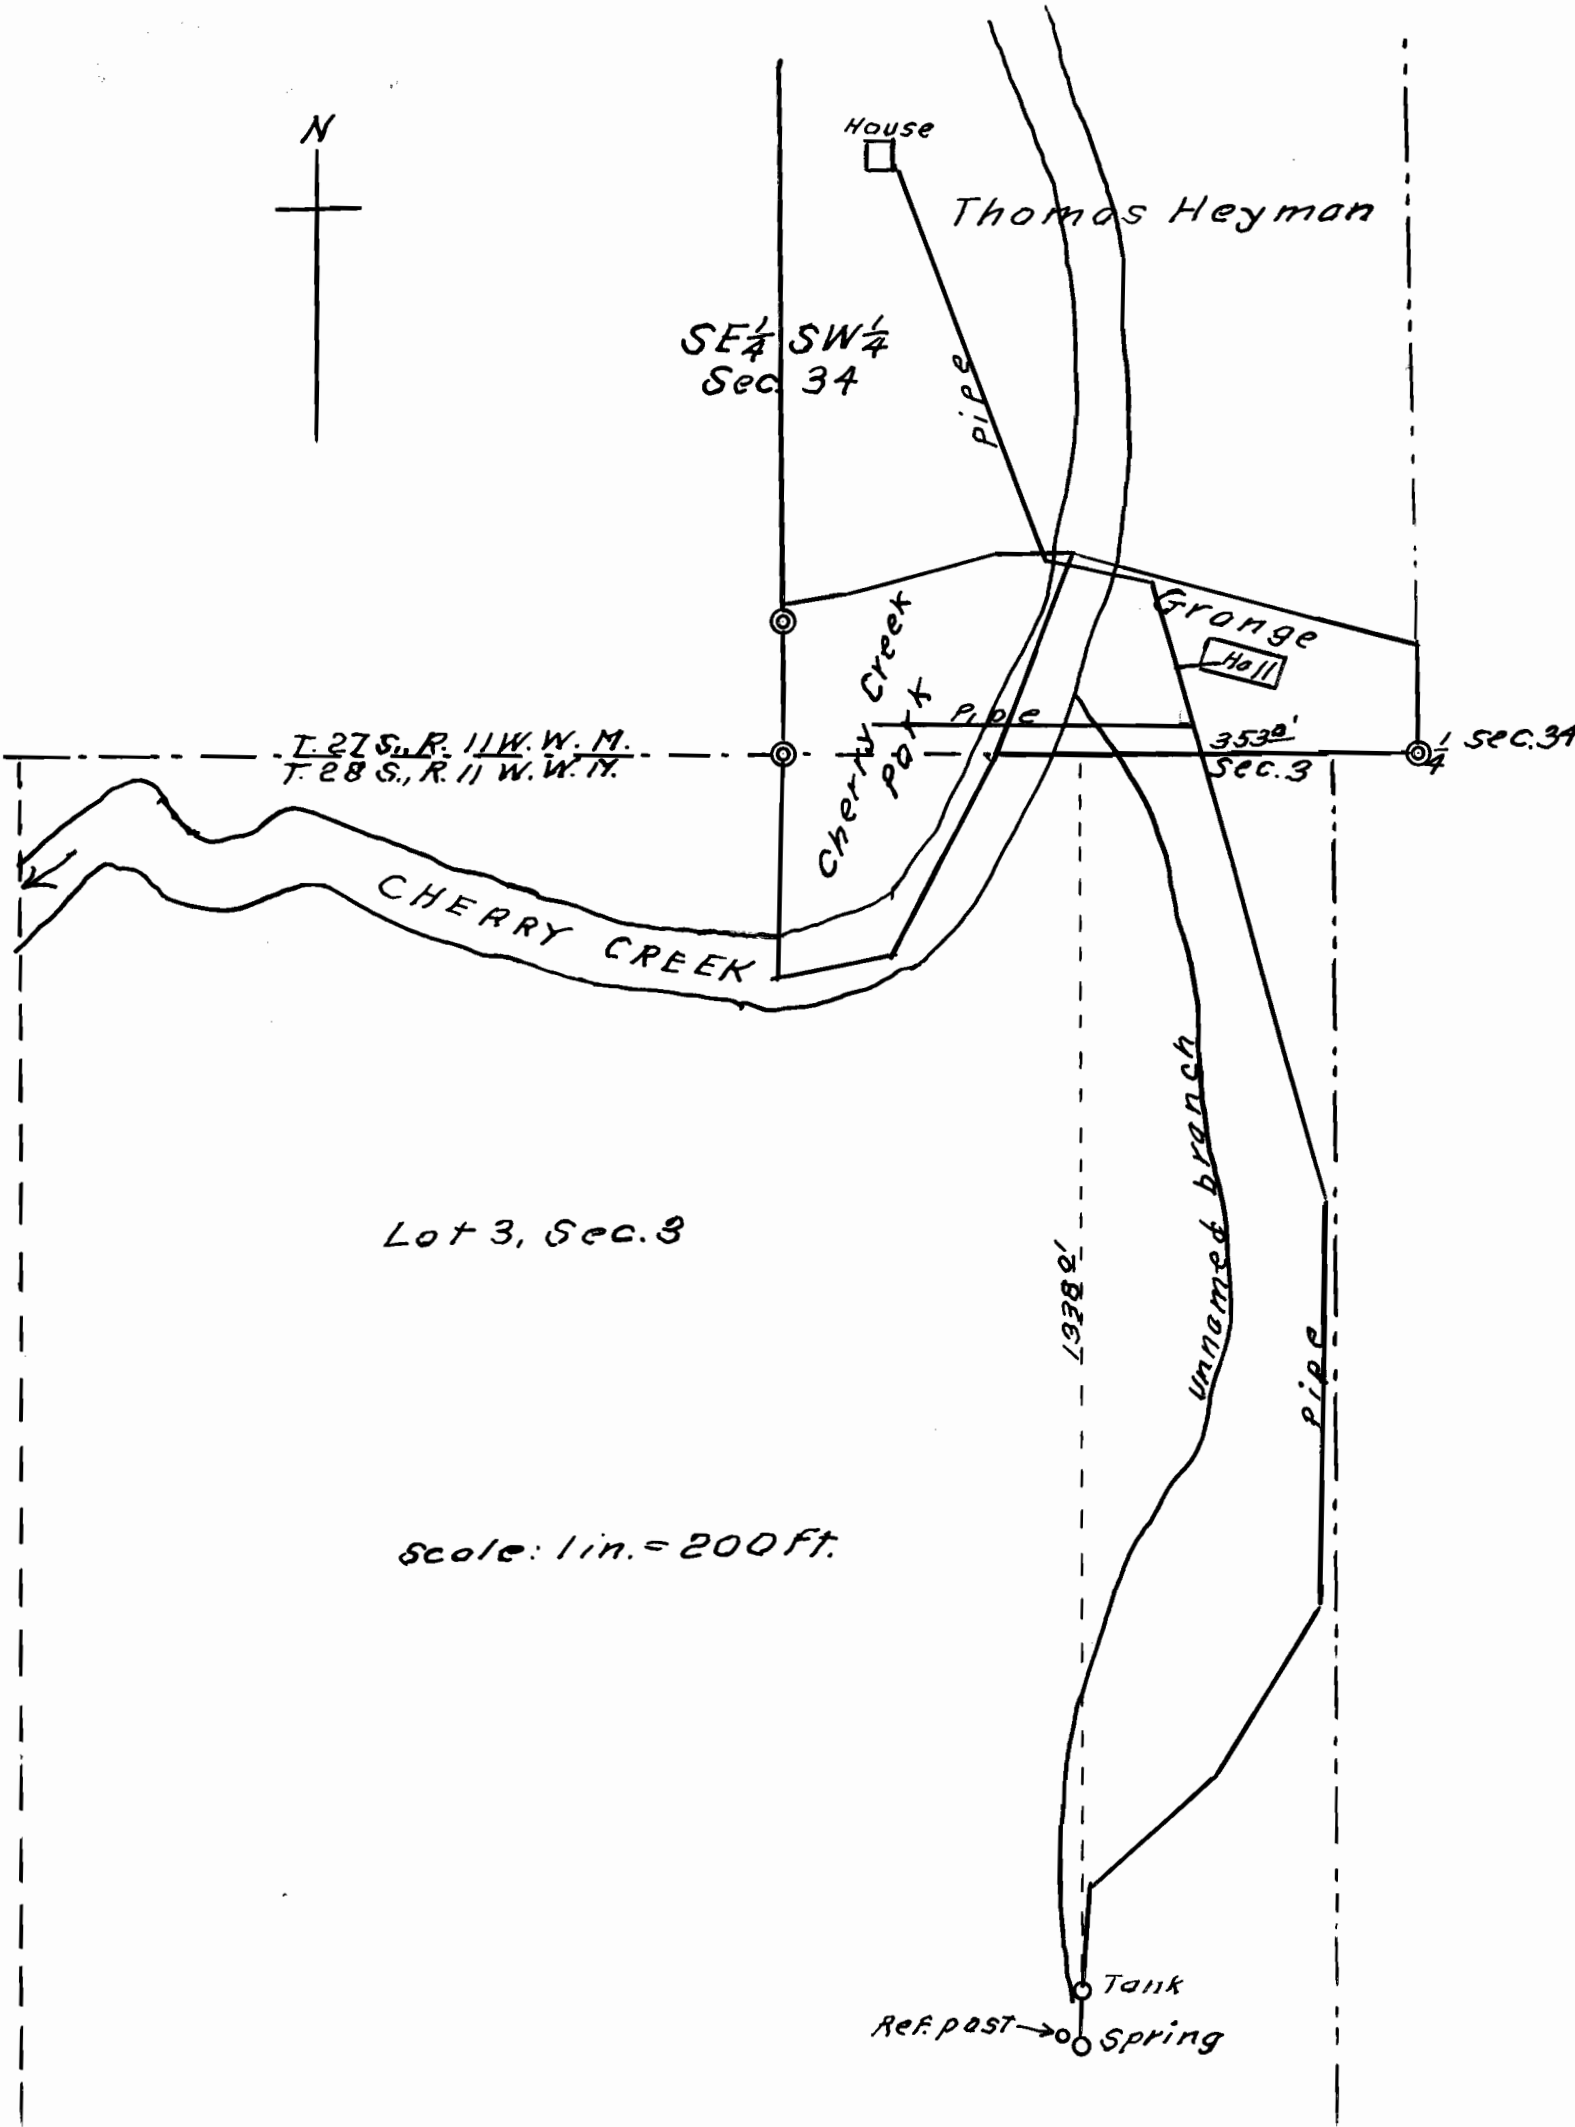 N
House
Thomas Heyman
SE¼ SW¼
Sec. 34
Pipe
Cherry Creek
Park
Grange
Hall
Pipe
T. 27 S., R. 11 W. W. M.
T. 28 S., R. 11 W. W. M.
¼ Sec. 34
Sec. 3
CHERRY CREEK
unnamed branch
Lot 3, Sec. 3
1338 0'
Pipe
Scale: 1 in. = 200 Ft.
Tank
Ref. post
Spring